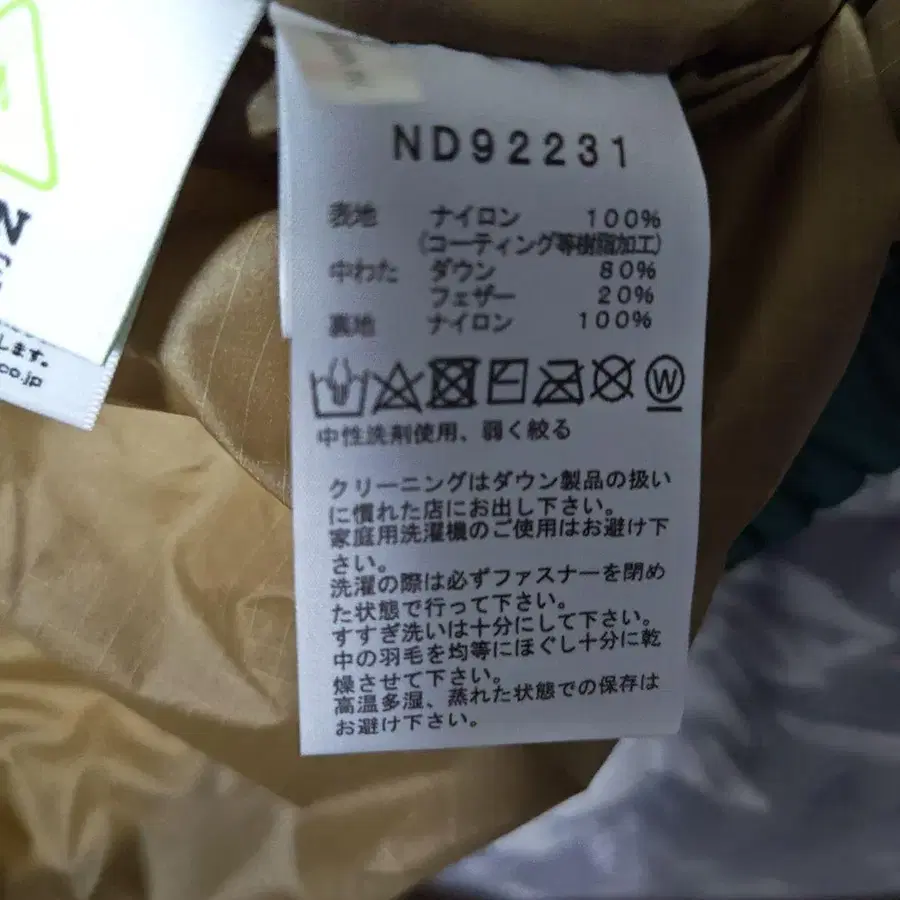 N
します。
co.jp
ND92231
表地 ナイロン 100%
(コーティング等樹脂加工)
中わた ダウン 80%
フェザー 20%
裏地 ナイロン 100%
W
中性洗剤使用、弱く絞る
クリーニングはダウン製品の扱い
に慣れた店にお出し下さい。
家庭用洗濯機のご使用はお避け下
さい。
洗濯の際は必ずファスナーを閉め
た状態で行って下さい。
すすぎ洗いは十分にして下さい。
中の羽毛を均等にほぐし十分に乾
燥させて下さい。
高温多湿、蒸れた状態での保存は
お避け下さい。